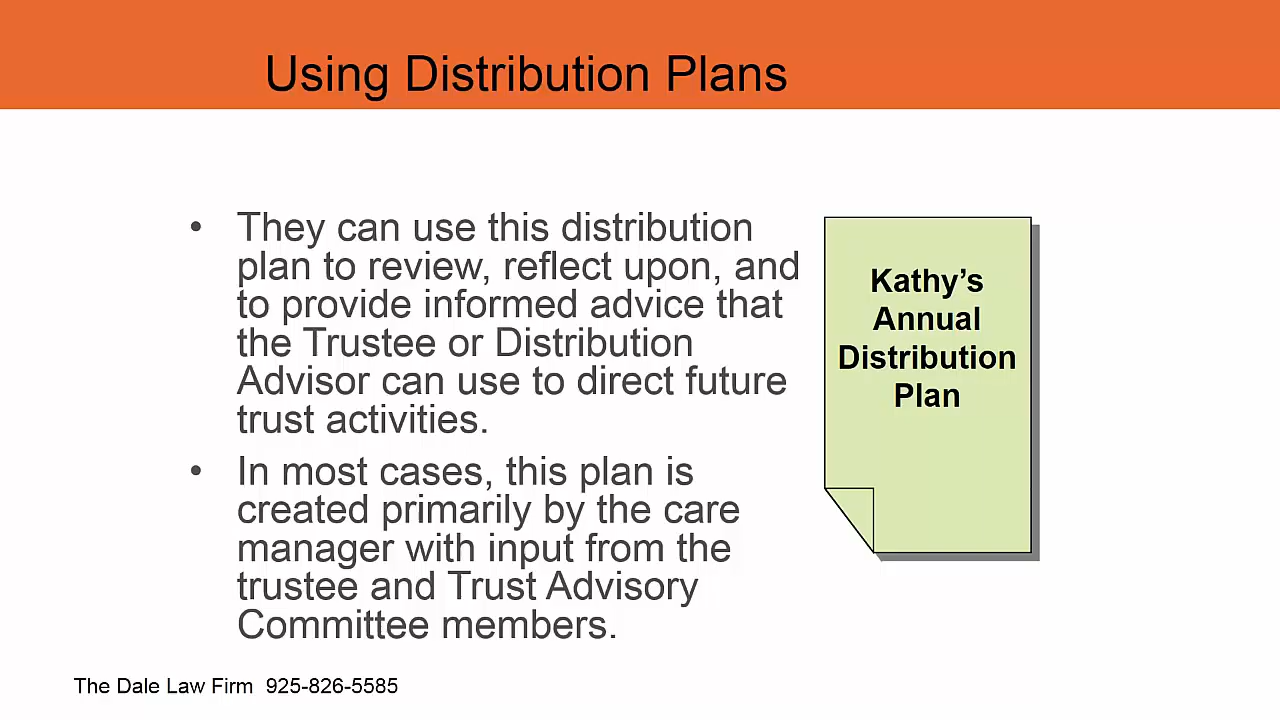 Using Distribution Plans
• They can use this distribution
plan to review, reflect upon, and
to provide informed advice that
the Trustee or Distribution
Advisor can use to direct future
trust activities.
• In most cases, this plan is
created primarily by the care
manager with input from the
trustee and Trust Advisory
Committee members.
Kathy’s
Annual
Distribution
Plan
The Dale Law Firm 925-826-5585